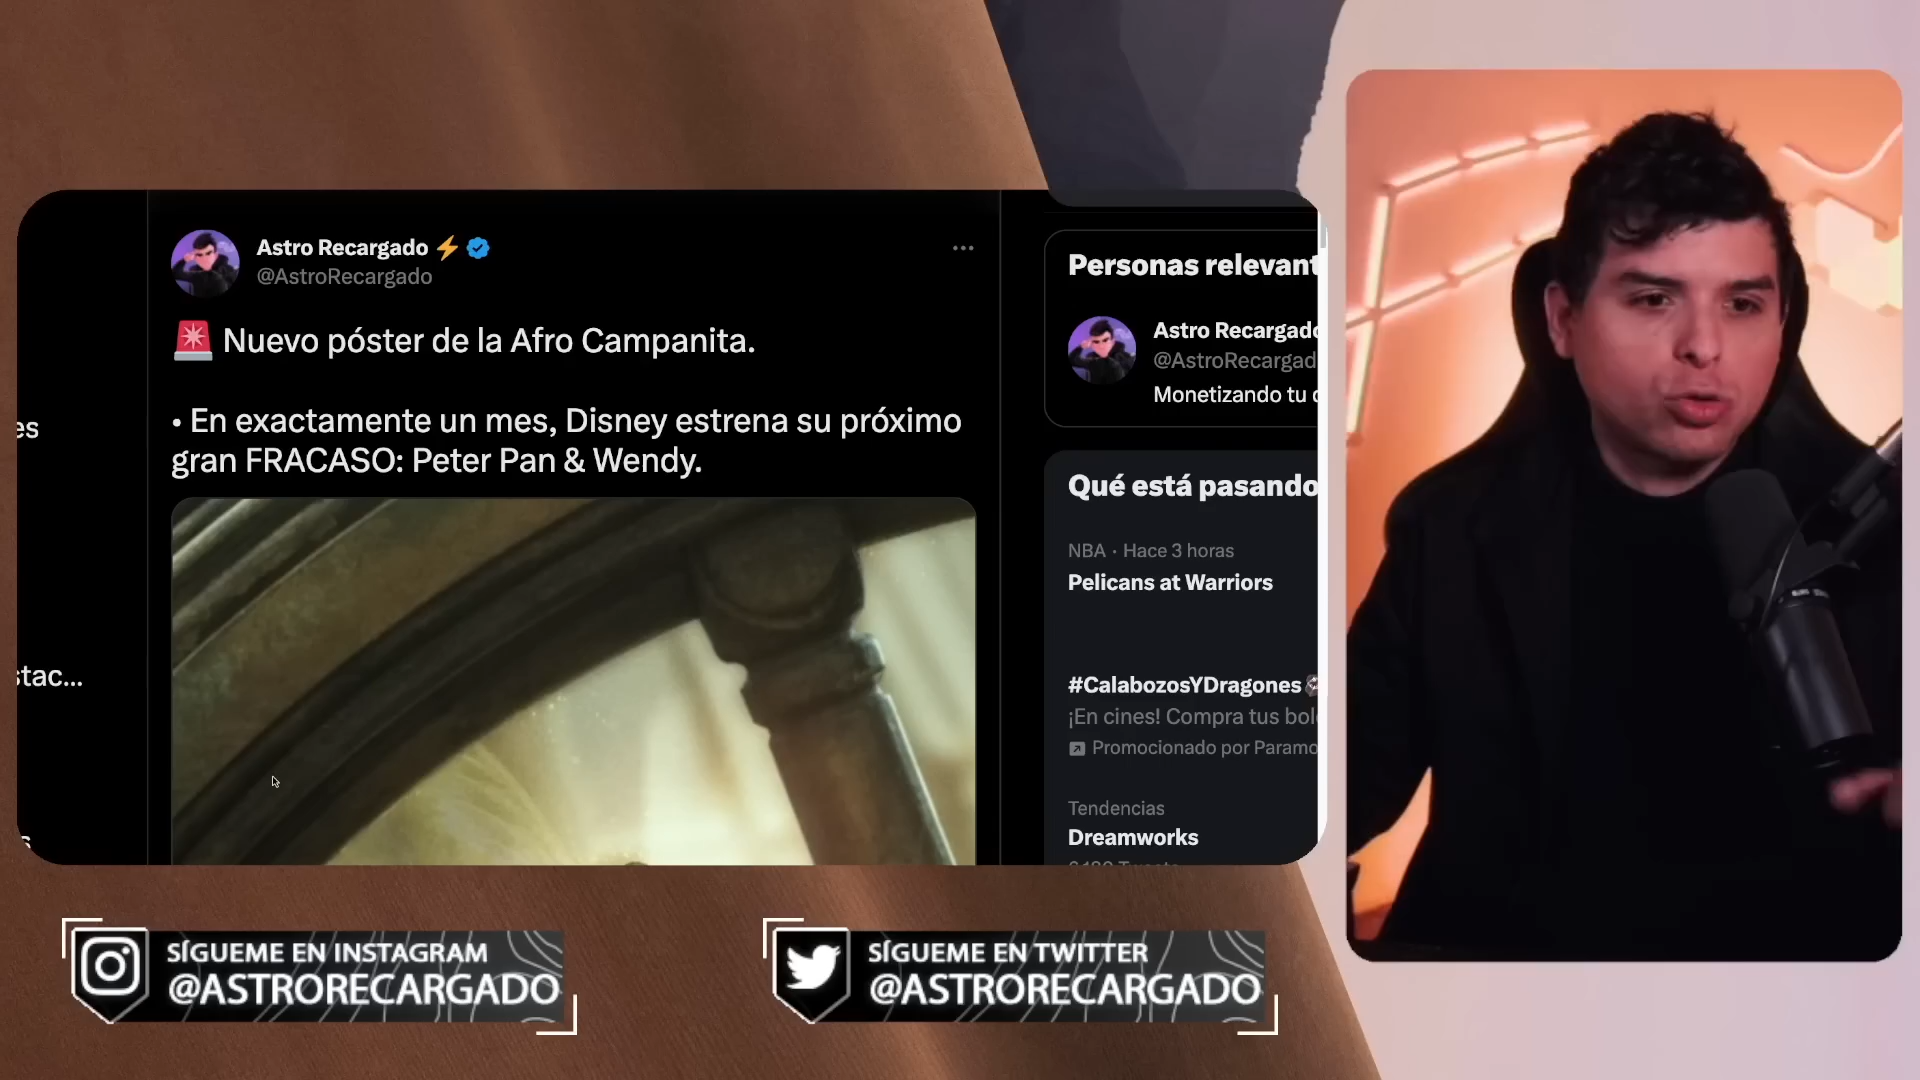 Astro Recargado
@AstroRecargado
Nuevo póster de la Afro Campanita.
• En exactamente un mes, Disney estrena su próximo
gran FRACASO: Peter Pan & Wendy.
es
stac...
s
Personas relevant
Astro Recargado
@AstroRecargad
Monetizando tu
Qué está pasando
NBA · Hace 3 horas
Pelicans at Warriors
#CalabozosYDragones
¡En cines! Compra tus bol
Promocionado por Paramo
Tendencias
Dreamworks
SÍGUEME EN INSTAGRAM
@ASTRORECARGADO
SÍGUEME EN TWITTER
@ASTRORECARGADO